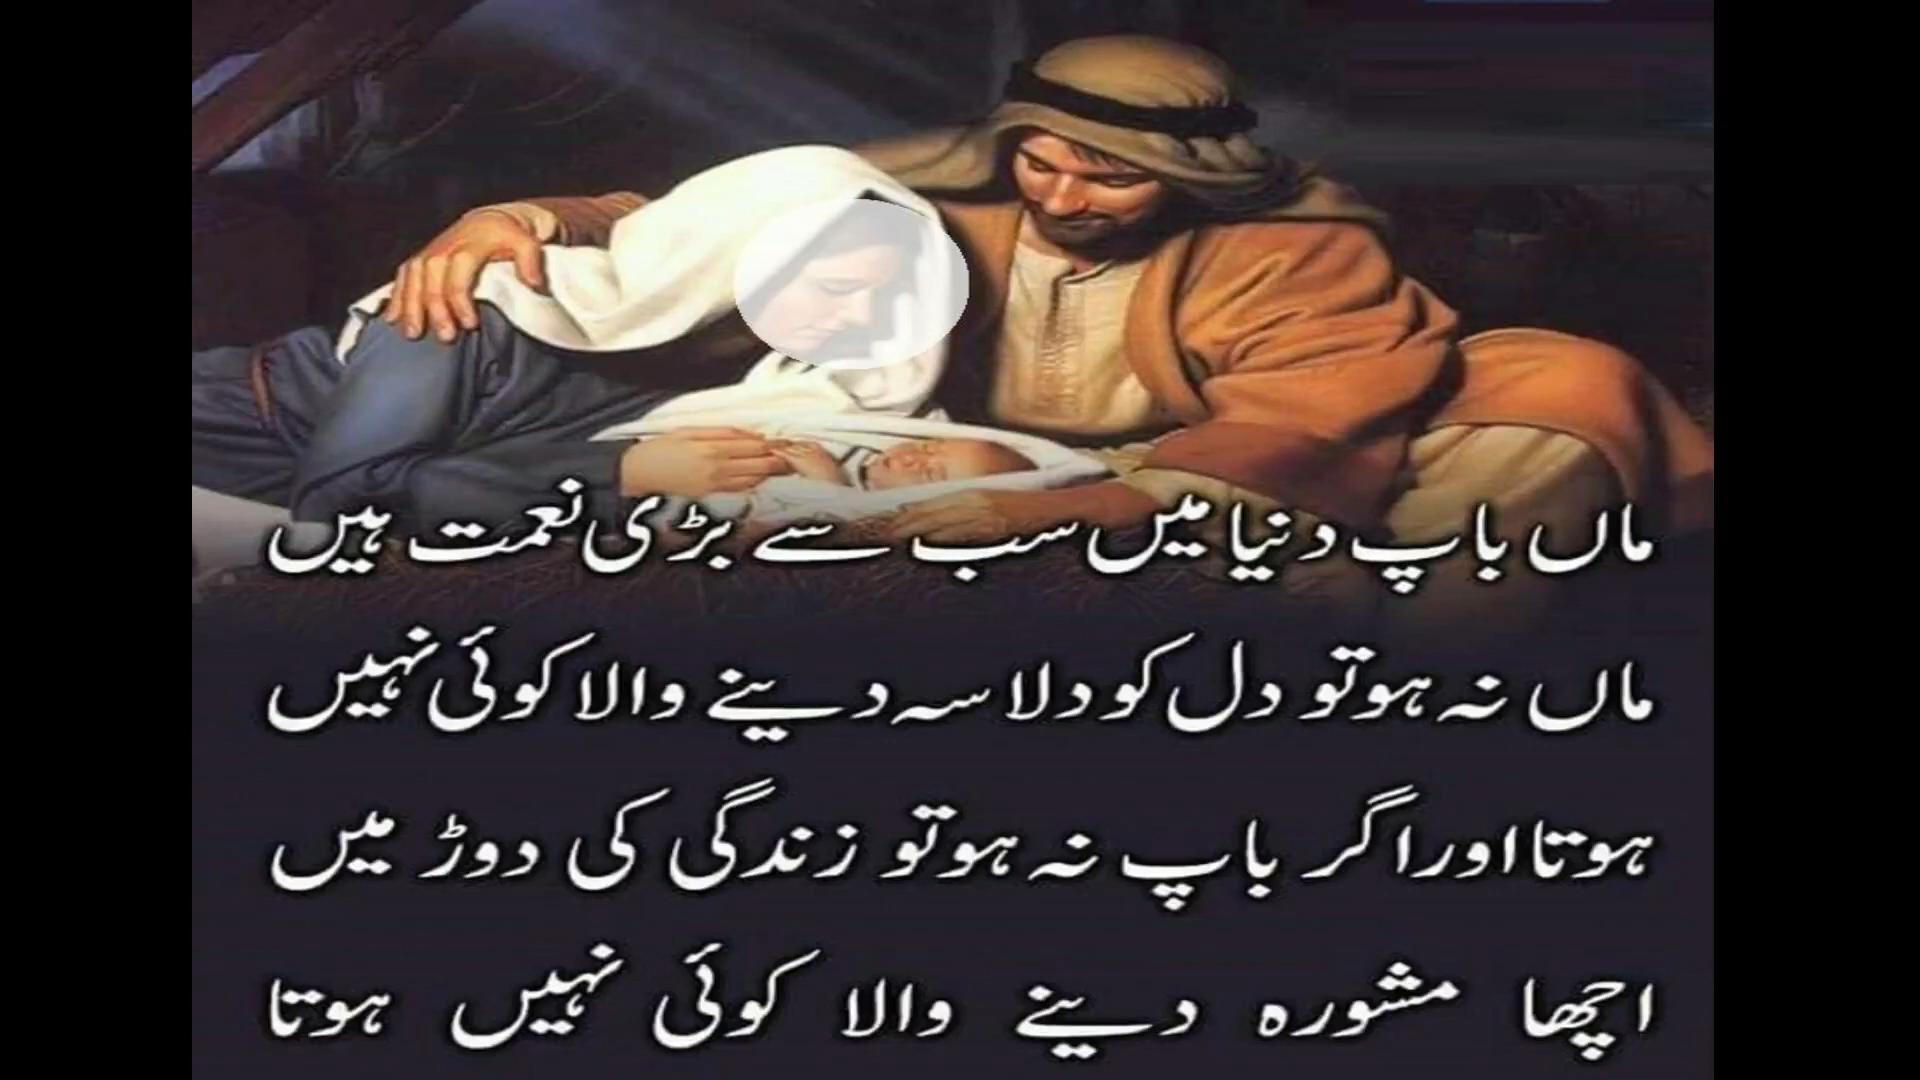 ماں باپ دنیا میں سب سے بڑی نعمت ہیں
ماں نہ ہو تو دل کو دلاسہ دینے والا کوئی نہیں
ہوتا اور اگر باپ نہ ہو تو زندگی کی دوڑ میں
اچھا مشورہ دینے والا کوئی نہیں ہوتا